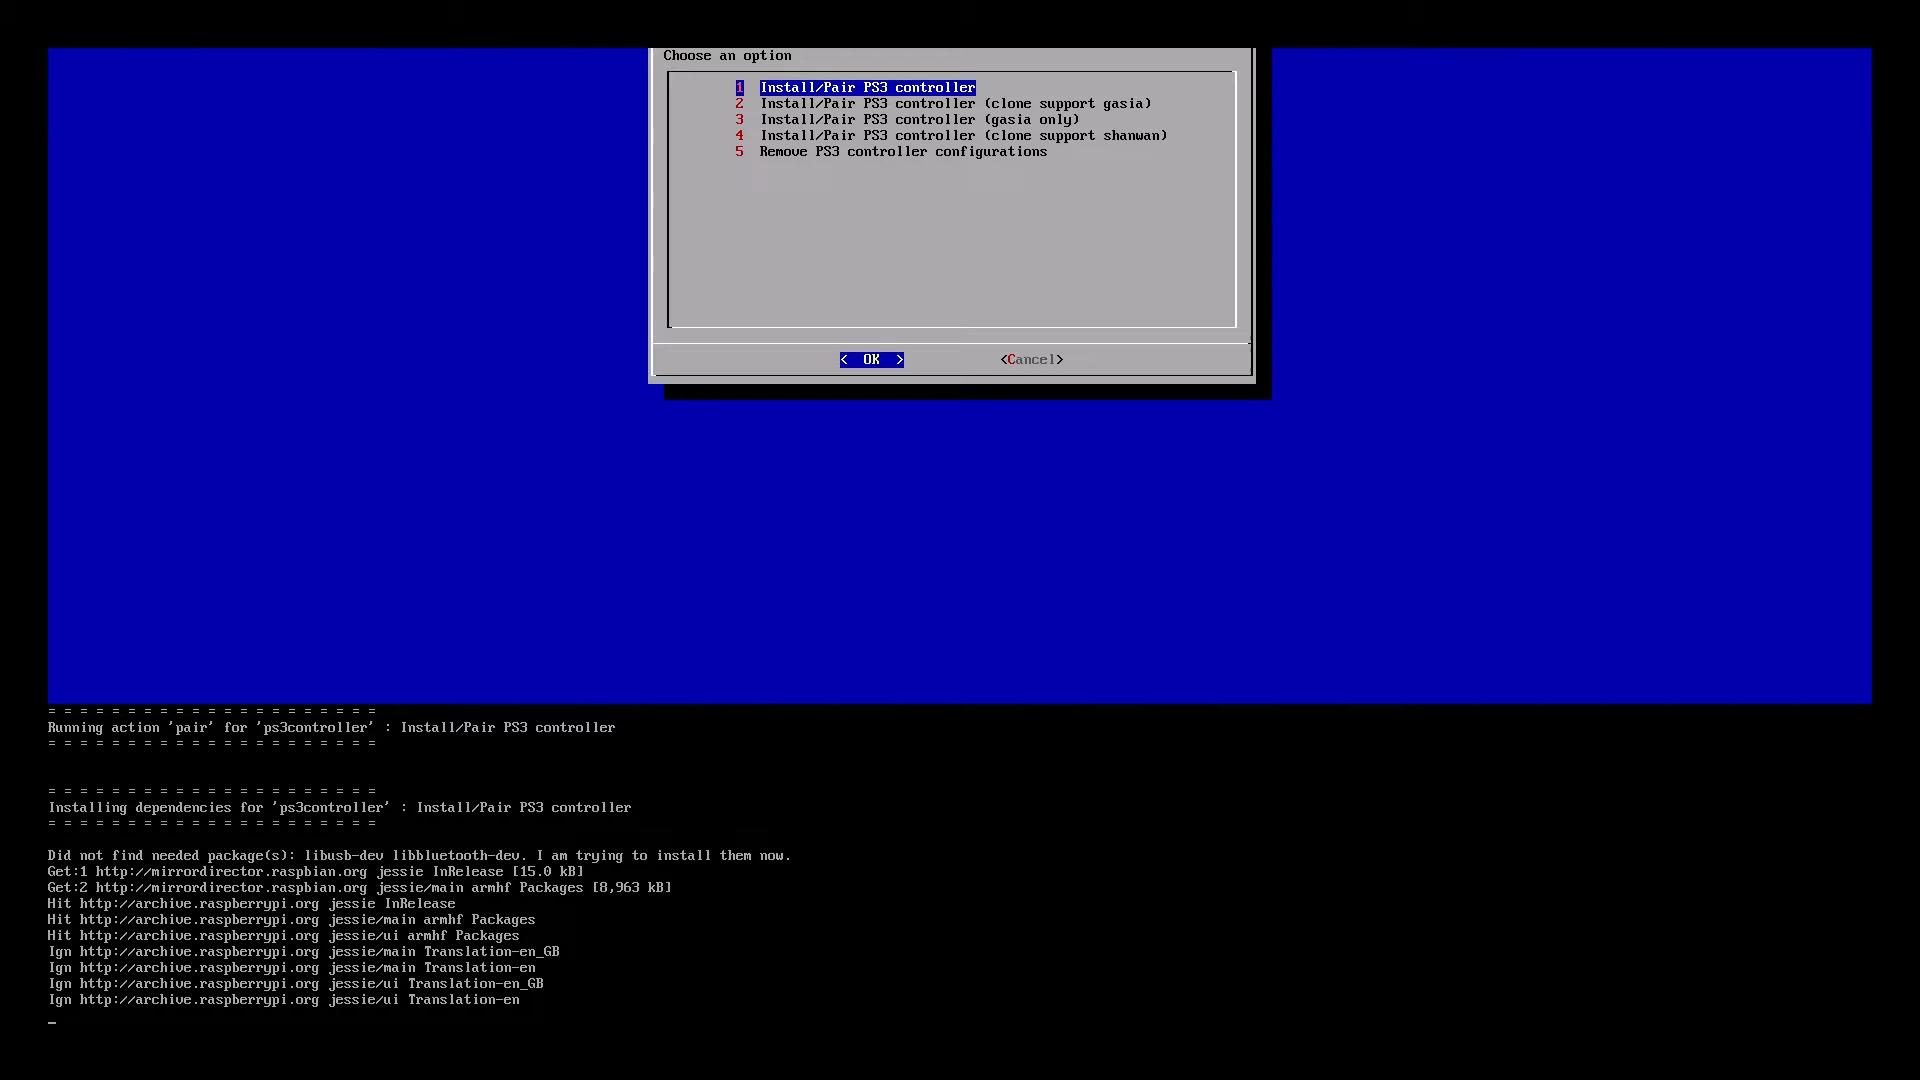 Choose an option
1 Install/Pair PS3 controller
2 Install/Pair PS3 controller (clone support gasia)
3 Install/Pair PS3 controller (gasia only)
4 Install/Pair PS3 controller (clone support shanwan)
5 Remove PS3 controller configurations
< OK > <Cancel>
= = = = = = = = = = = = = = = = = = = = =
Running action 'pair' for 'ps3controller' : Install/Pair PS3 controller
= = = = = = = = = = = = = = = = = = = = =
= = = = = = = = = = = = = = = = = = = = =
Installing dependencies for 'ps3controller' : Install/Pair PS3 controller
= = = = = = = = = = = = = = = = = = = = =
Did not find needed package(s): libusb-dev libbluetooth-dev. I am trying to install them now.
Get:1 http://mirrordirector.raspbian.org jessie InRelease [15.0 kB]
Get:2 http://mirrordirector.raspbian.org jessie/main armhf Packages [8,963 kB]
Hit http://archive.raspberrypi.org jessie InRelease
Hit http://archive.raspberrypi.org jessie/main armhf Packages
Hit http://archive.raspberrypi.org jessie/ui armhf Packages
Ign http://archive.raspberrypi.org jessie/main Translation-en_GB
Ign http://archive.raspberrypi.org jessie/main Translation-en
Ign http://archive.raspberrypi.org jessie/ui Translation-en_GB
Ign http://archive.raspberrypi.org jessie/ui Translation-en
_